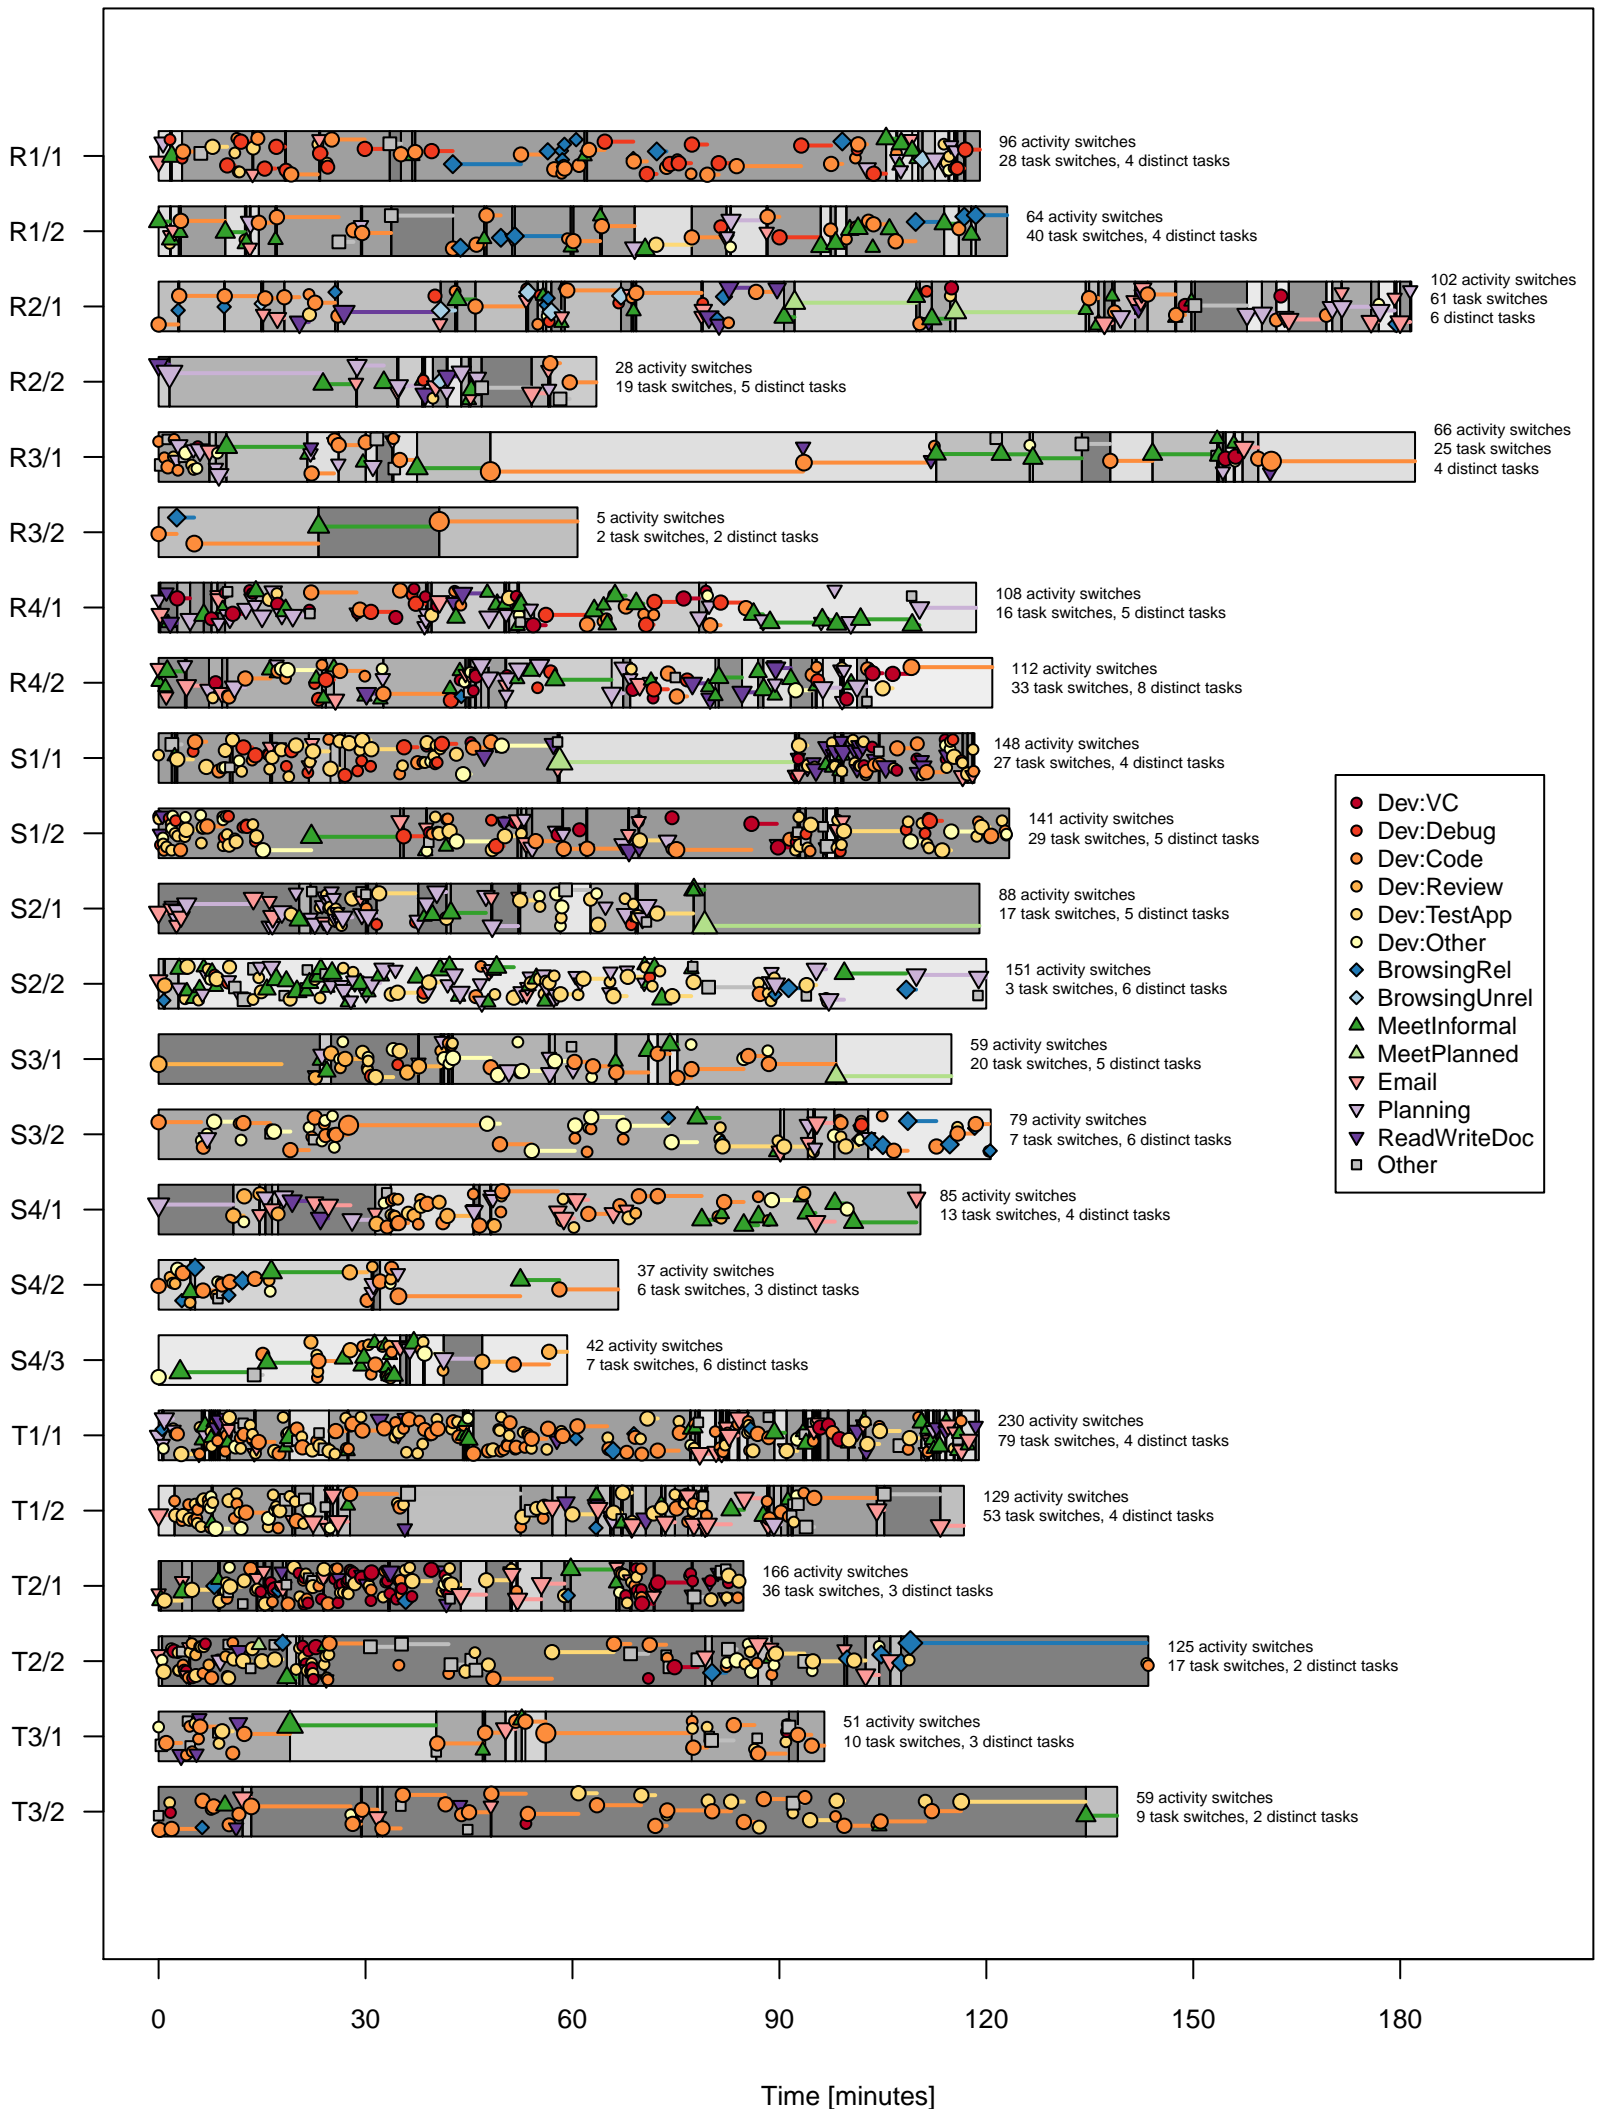 R1/1
96 activity switches
28 task switches, 4 distinct tasks
R1/2
64 activity switches
40 task switches, 4 distinct tasks
R2/1
102 activity switches
61 task switches
6 distinct tasks
R2/2
28 activity switches
19 task switches, 5 distinct tasks
R3/1
66 activity switches
25 task switches
4 distinct tasks
R3/2
5 activity switches
2 task switches, 2 distinct tasks
R4/1
108 activity switches
16 task switches, 5 distinct tasks
R4/2
112 activity switches
33 task switches, 8 distinct tasks
S1/1
148 activity switches
27 task switches, 4 distinct tasks
S1/2
141 activity switches
29 task switches, 5 distinct tasks
S2/1
88 activity switches
17 task switches, 5 distinct tasks
S2/2
151 activity switches
3 task switches, 6 distinct tasks
S3/1
59 activity switches
20 task switches, 5 distinct tasks
S3/2
79 activity switches
7 task switches, 6 distinct tasks
S4/1
85 activity switches
13 task switches, 4 distinct tasks
S4/2
37 activity switches
6 task switches, 3 distinct tasks
S4/3
42 activity switches
7 task switches, 6 distinct tasks
T1/1
230 activity switches
79 task switches, 4 distinct tasks
T1/2
129 activity switches
53 task switches, 4 distinct tasks
T2/1
166 activity switches
36 task switches, 3 distinct tasks
T2/2
125 activity switches
17 task switches, 2 distinct tasks
T3/1
51 activity switches
10 task switches, 3 distinct tasks
T3/2
59 activity switches
9 task switches, 2 distinct tasks
Dev:VC
Dev:Debug
Dev:Code
Dev:Review
Dev:TestApp
Dev:Other
BrowsingRel
BrowsingUnrel
MeetInformal
MeetPlanned
Email
Planning
ReadWriteDoc
Other
0 30 60 90 120 150 180
Time [minutes]